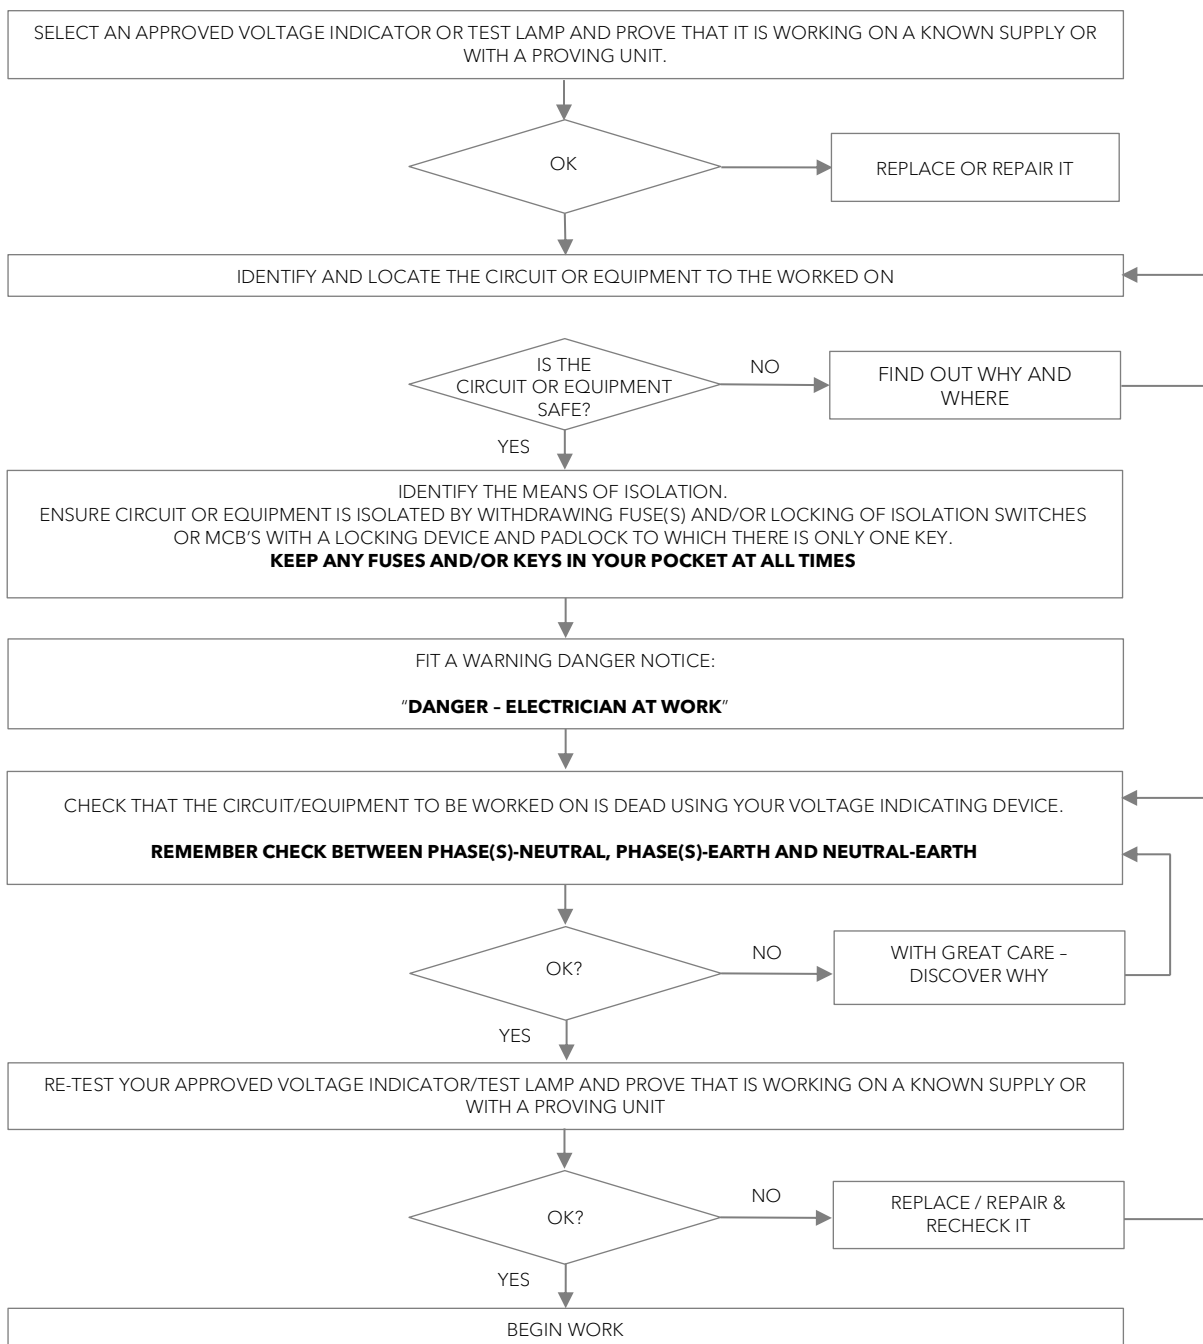 SELECT AN APPROVED VOLTAGE INDICATOR OR TEST LAMP AND PROVE THAT IT IS WORKING ON A KNOWN SUPPLY OR
WITH A PROVING UNIT.
OK
REPLACE OR REPAIR IT
IDENTIFY AND LOCATE THE CIRCUIT OR EQUIPMENT TO THE WORKED ON
IS THE
CIRCUIT OR EQUIPMENT
SAFE?
NO
FIND OUT WHY AND
WHERE
YES
IDENTIFY THE MEANS OF ISOLATION.
ENSURE CIRCUIT OR EQUIPMENT IS ISOLATED BY WITHDRAWING FUSE(S) AND/OR LOCKING OF ISOLATION SWITCHES
OR MCB'S WITH A LOCKING DEVICE AND PADLOCK TO WHICH THERE IS ONLY ONE KEY.
KEEP ANY FUSES AND/OR KEYS IN YOUR POCKET AT ALL TIMES
FIT A WARNING DANGER NOTICE:
"DANGER – ELECTRICIAN AT WORK"
CHECK THAT THE CIRCUIT/EQUIPMENT TO BE WORKED ON IS DEAD USING YOUR VOLTAGE INDICATING DEVICE.
REMEMBER CHECK BETWEEN PHASE(S)-NEUTRAL, PHASE(S)-EARTH AND NEUTRAL-EARTH
OK?
NO
WITH GREAT CARE –
DISCOVER WHY
YES
RE-TEST YOUR APPROVED VOLTAGE INDICATOR/TEST LAMP AND PROVE THAT IS WORKING ON A KNOWN SUPPLY OR
WITH A PROVING UNIT
OK?
NO
REPLACE / REPAIR &
RECHECK IT
YES
BEGIN WORK